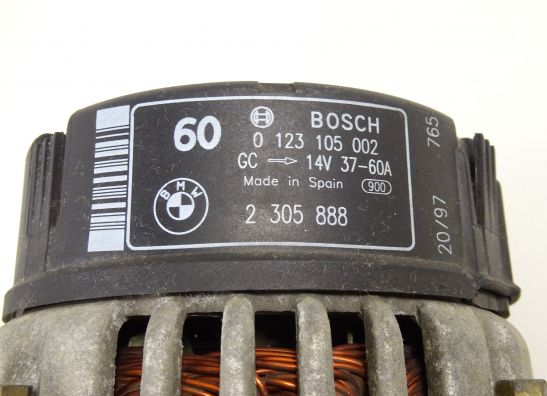 60 BOSCH
0 123 105 002
GC 14V 37-60A
Made in Spain 900
BMW
2 305 888
20/97 765